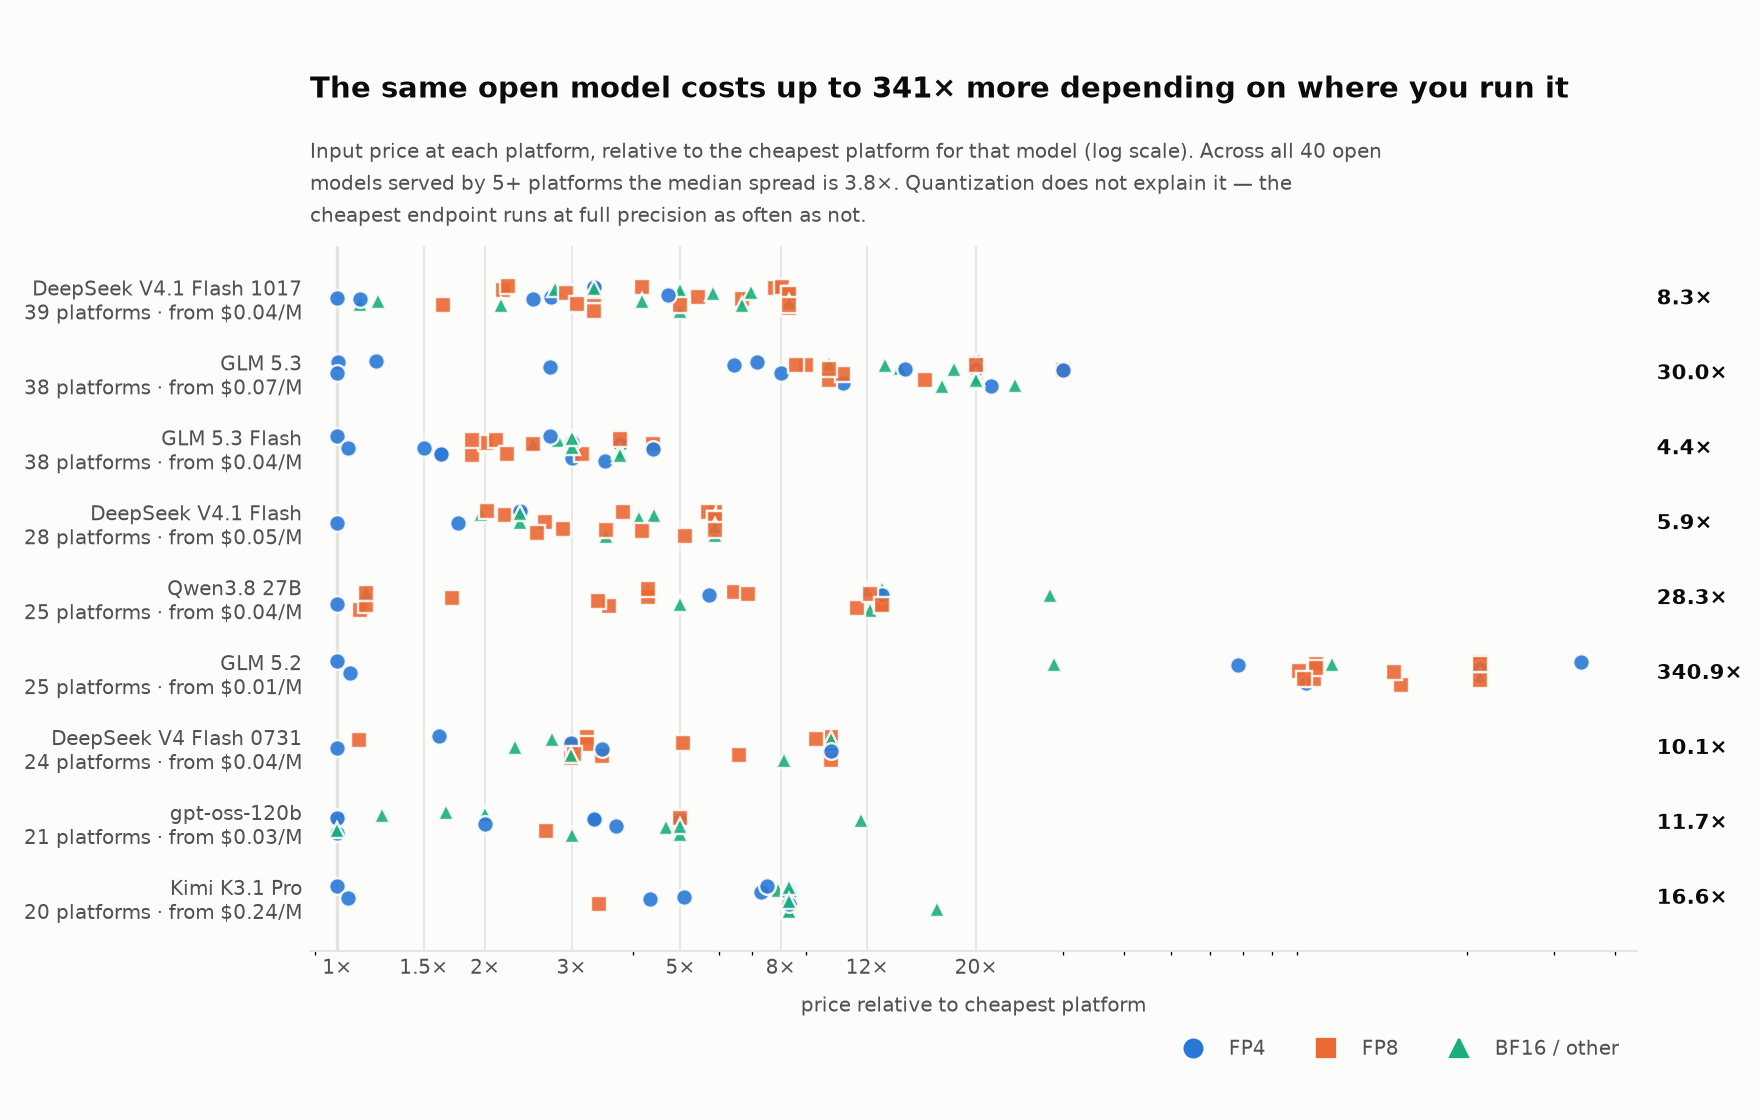 The same open model costs up to 341× more depending on where you run it
Input price at each platform, relative to the cheapest platform for that model (log scale). Across all 40 open
models served by 5+ platforms the median spread is 3.8×. Quantization does not explain it — the
cheapest endpoint runs at full precision as often as not.
DeepSeek V4.1 Flash 1017
39 platforms · from $0.04/M
8.3×
GLM 5.3
38 platforms · from $0.07/M
30.0×
GLM 5.3 Flash
38 platforms · from $0.04/M
4.4×
DeepSeek V4.1 Flash
28 platforms · from $0.05/M
5.9×
Qwen3.8 27B
25 platforms · from $0.04/M
28.3×
GLM 5.2
25 platforms · from $0.01/M
340.9×
DeepSeek V4 Flash 0731
24 platforms · from $0.04/M
10.1×
gpt-oss-120b
21 platforms · from $0.03/M
11.7×
Kimi K3.1 Pro
20 platforms · from $0.24/M
16.6×
1× 1.5× 2× 3× 5× 8× 12× 20×
price relative to cheapest platform
FP4 FP8 BF16 / other